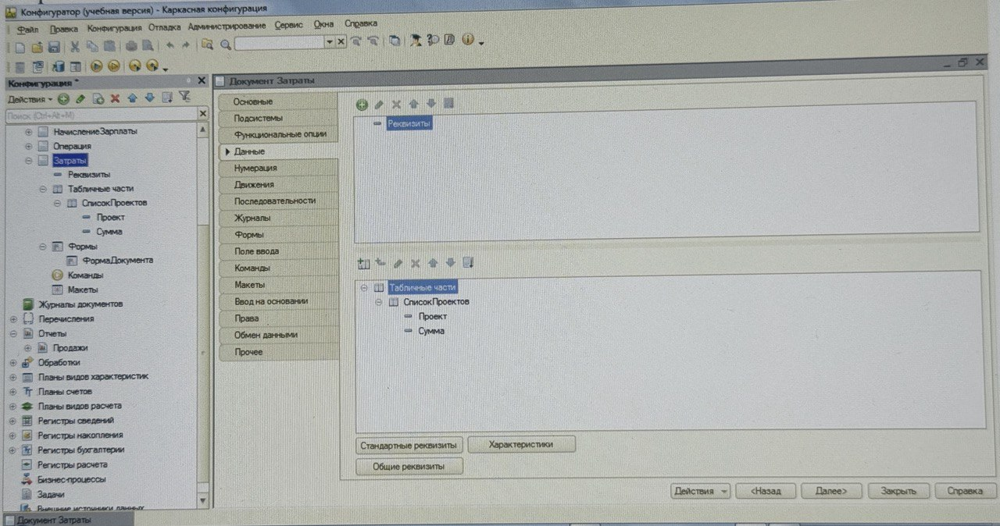 Конфигуратор (учебная версия) - Каркасная конфигурация
Файл Правка Конфигурация Отладка Администрирование Сервис Окна Справка
Конфигурация *
Действия
Поиск (Ctrl+Alt+M)
НачислениеЗарплаты
Операция
Затраты
Реквизиты
Табличные части
СписокПроектов
Проект
Сумма
Формы
ФормаДокумента
Команды
Макеты
Журналы документов
Перечисления
Отчеты
Продажи
Обработки
Планы видов характеристик
Планы счетов
Планы видов расчета
Регистры сведений
Регистры накопления
Регистры бухгалтерии
Регистры расчета
Бизнес-процессы
Задачи
Внешние источники данных
Документ Затраты
Основные
Подсистемы
Функциональные опции
Данные
Нумерация
Движения
Последовательности
Журналы
Формы
Поле ввода
Команды
Макеты
Ввод на основании
Права
Обмен данными
Прочее
Реквизиты
Табличные части
СписокПроектов
Проект
Сумма
Стандартные реквизиты Характеристики
Общие реквизиты
Действия <Назад Далее> Закрыть Справка
Документ Затраты